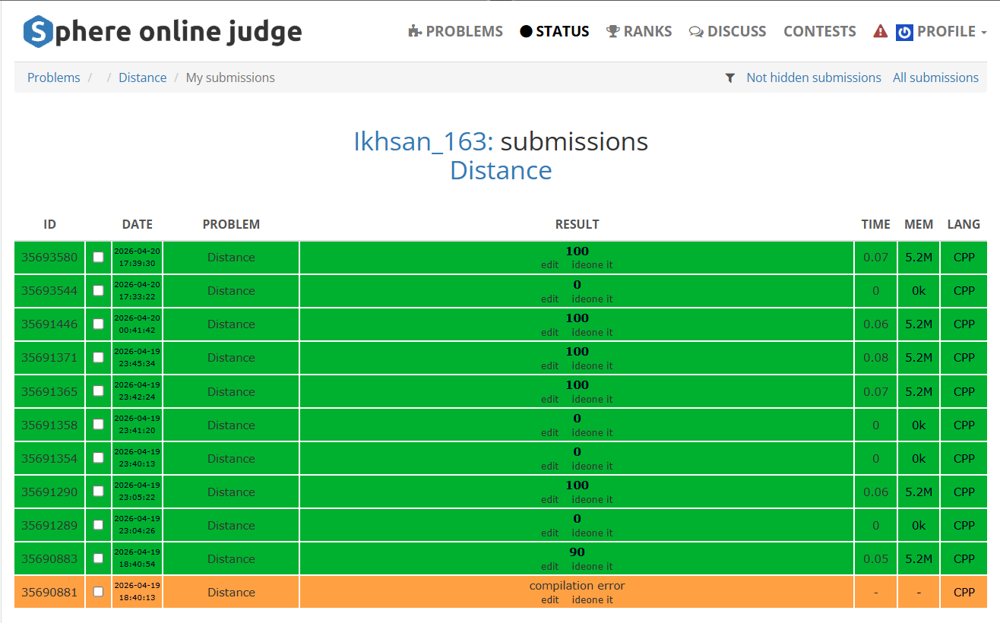 Sphere online judge PROBLEMS STATUS RANKS DISCUSS CONTESTS PROFILE
Problems / / Distance / My submissions Not hidden submissions All submissions
Ikhsan_163: submissions
Distance
ID DATE PROBLEM RESULT TIME MEM LANG
35693580 2026-04-20 17:39:30 Distance 100 edit ideone it 0.07 5.2M CPP
35693544 2026-04-20 17:33:22 Distance 0 edit ideone it 0 0k CPP
35691446 2026-04-20 00:41:42 Distance 100 edit ideone it 0.06 5.2M CPP
35691371 2026-04-19 23:45:34 Distance 100 edit ideone it 0.08 5.2M CPP
35691365 2026-04-19 23:42:24 Distance 100 edit ideone it 0.07 5.2M CPP
35691358 2026-04-19 23:41:20 Distance 0 edit ideone it 0 0k CPP
35691354 2026-04-19 23:40:13 Distance 0 edit ideone it 0 0k CPP
35691290 2026-04-19 23:05:22 Distance 100 edit ideone it 0.06 5.2M CPP
35691289 2026-04-19 23:04:26 Distance 0 edit ideone it 0 0k CPP
35690883 2026-04-19 18:40:54 Distance 90 edit ideone it 0.05 5.2M CPP
35690881 2026-04-19 18:40:13 Distance compilation error edit ideone it - - CPP